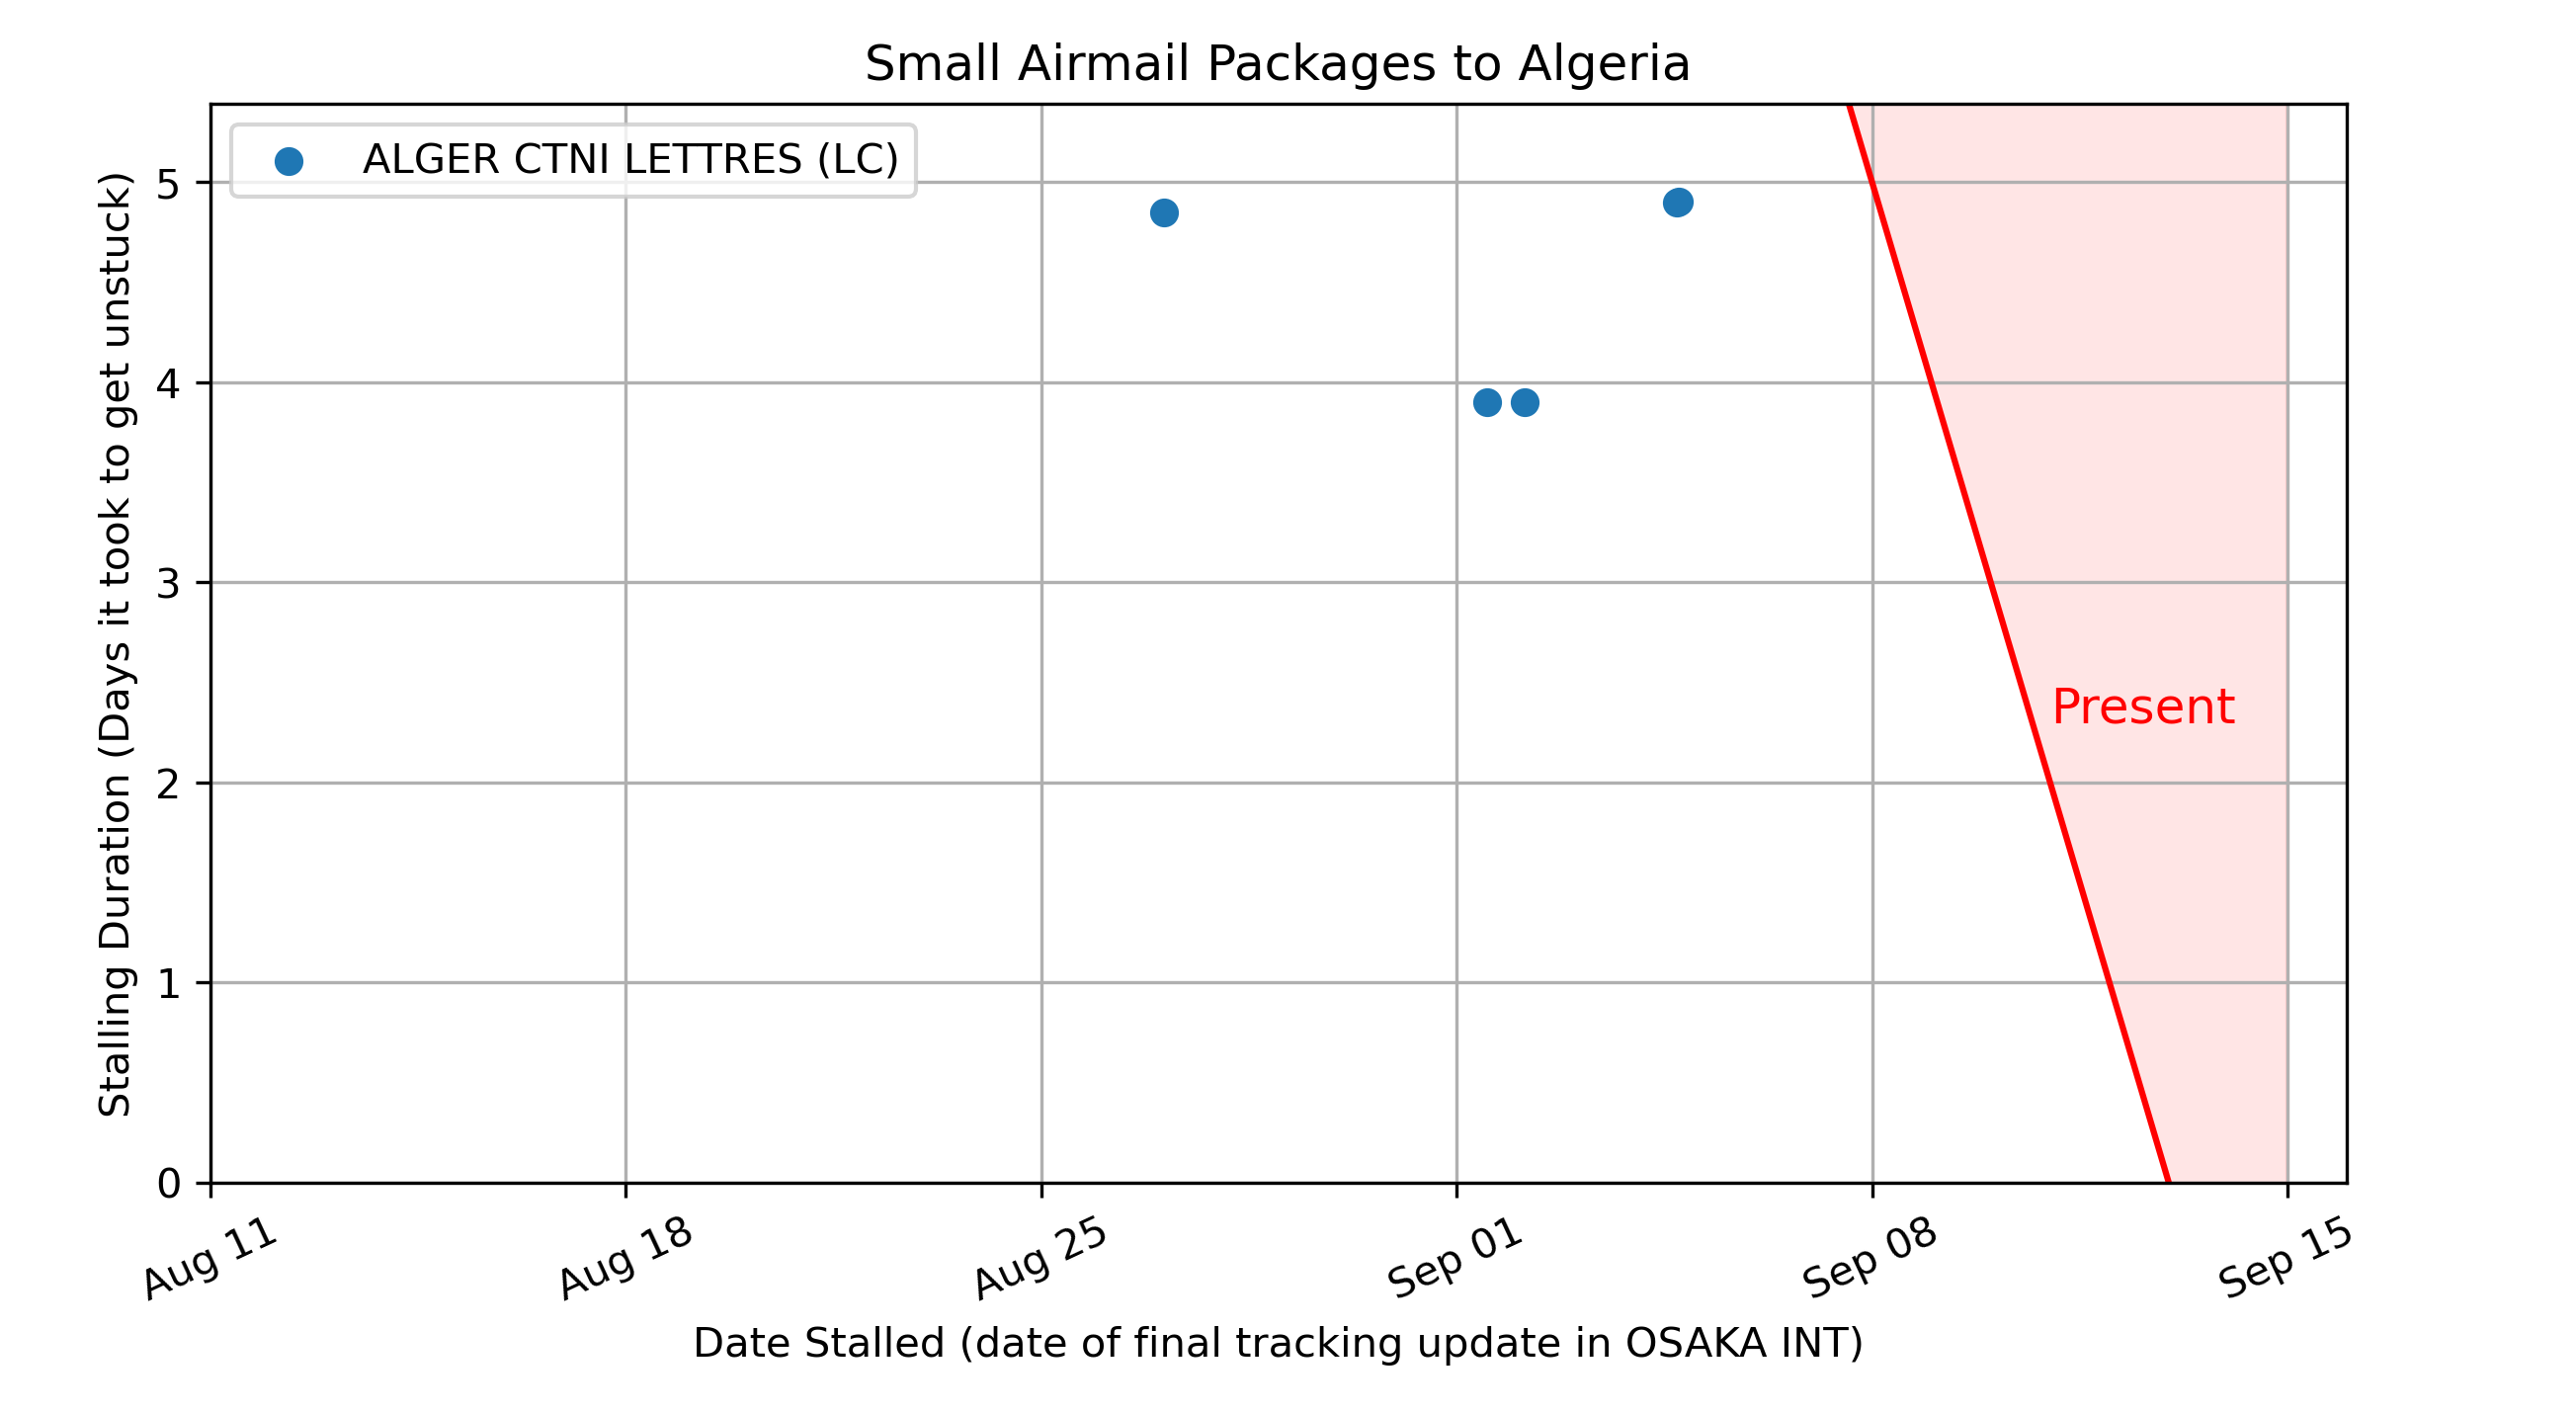 Small Airmail Packages to Algeria
ALGER CTNI LETTRES (LC)
Stalling Duration (Days it took to get unstuck)
5
4
3
2
1
0
Present
Aug 11
Aug 18
Aug 25
Sep 01
Sep 08
Sep 15
Date Stalled (date of final tracking update in OSAKA INT)